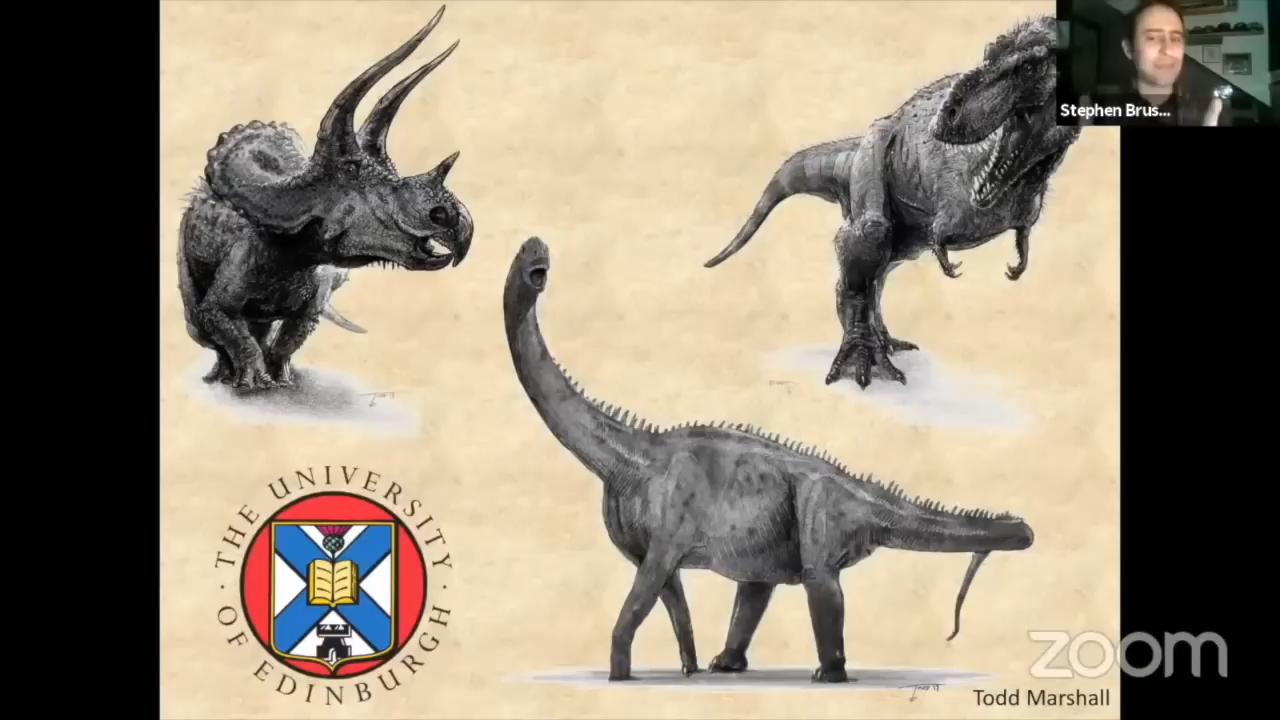 Stephen Brus...
THE UNIVERSITY
OF EDINBURGH
zoom
Todd Marshall